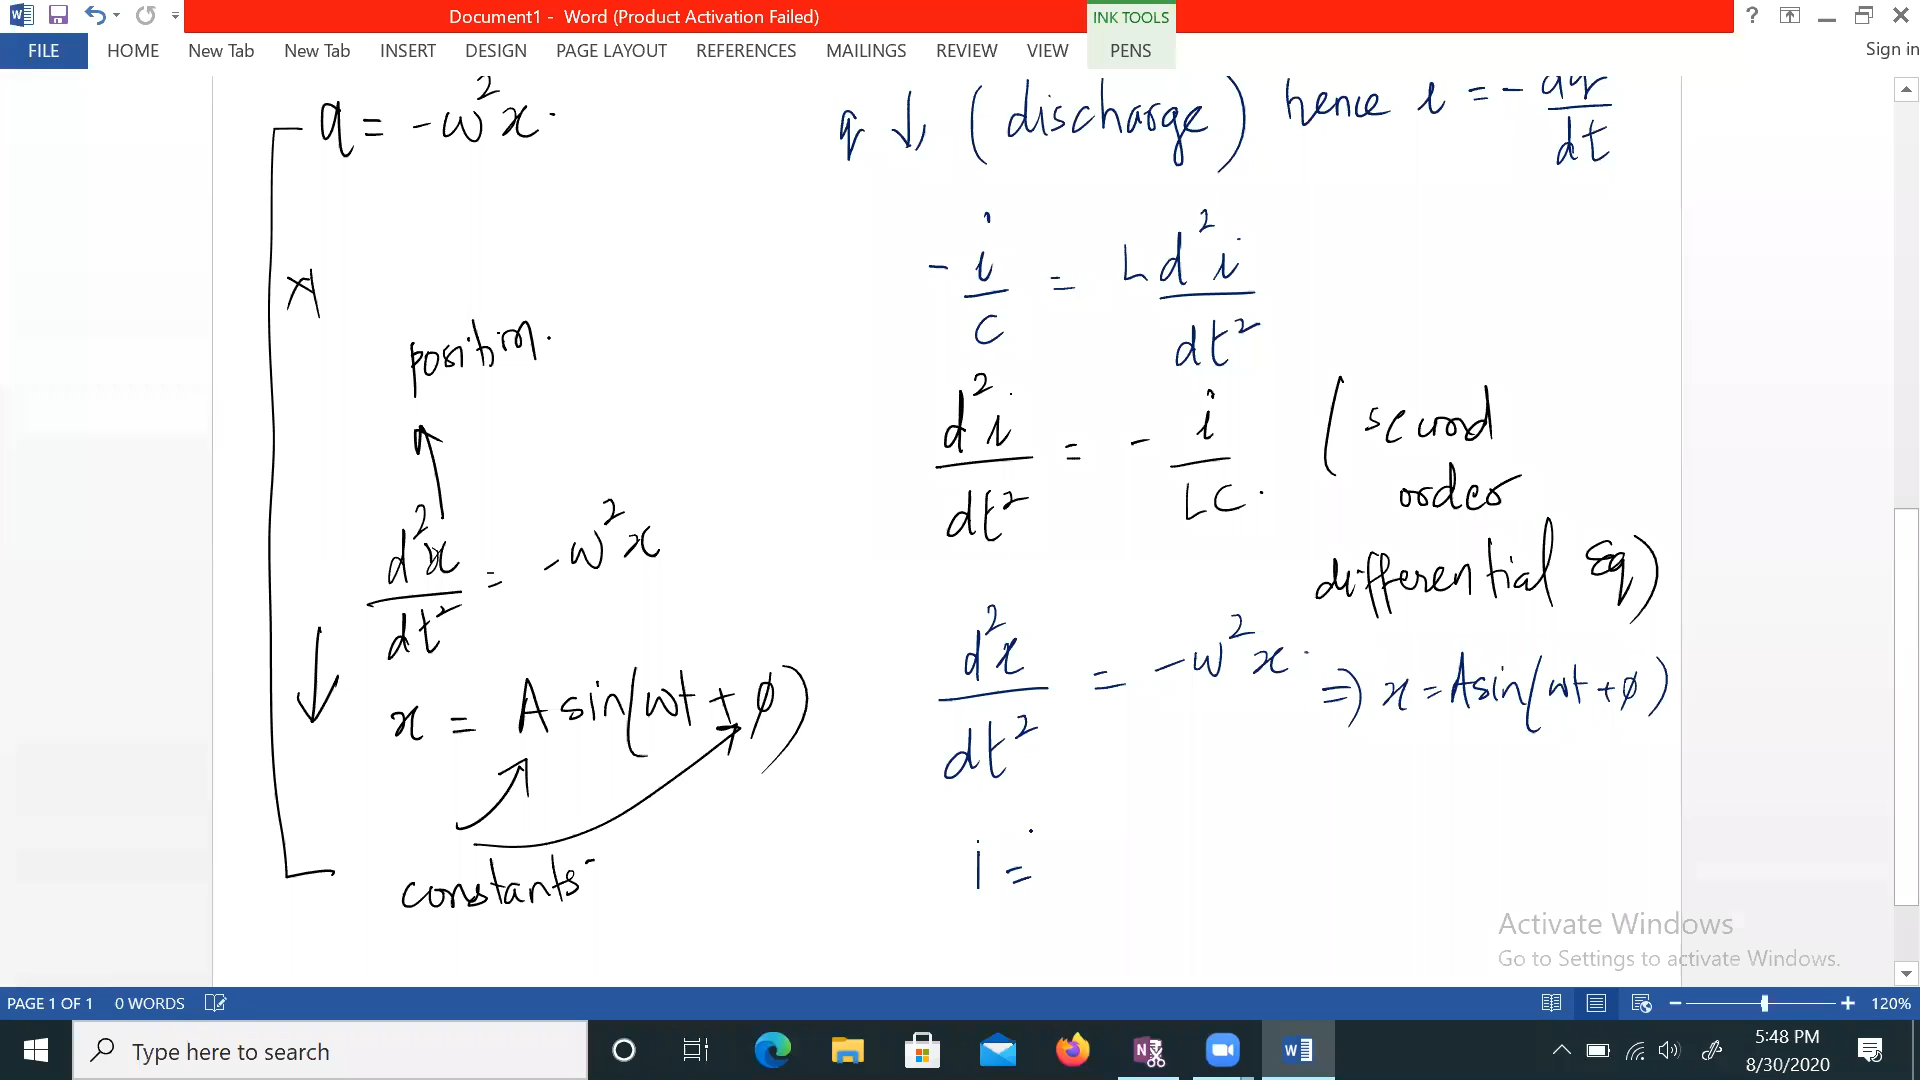 Document1 - Word (Product Activation Failed)
INK TOOLS
?
FILE HOME New Tab New Tab INSERT DESIGN PAGE LAYOUT REFERENCES MAILINGS REVIEW VIEW PENS
Sign in
a = -ω²x.
position.
d²x/dt² = -ω²x
x = A sin(ωt ± φ)
constants
q ↓, (discharge) hence i = - dq/dt
- i/C = L d²i/dt²
d²i/dt² = - i/LC. (second
order
differential Eq)
d²x/dt² = -ω²x. ⇒ x = A sin(ωt + φ)
i =
Activate Windows
Go to Settings to activate Windows.
PAGE 1 OF 1 0 WORDS
120%
Type here to search
5:48 PM
8/30/2020